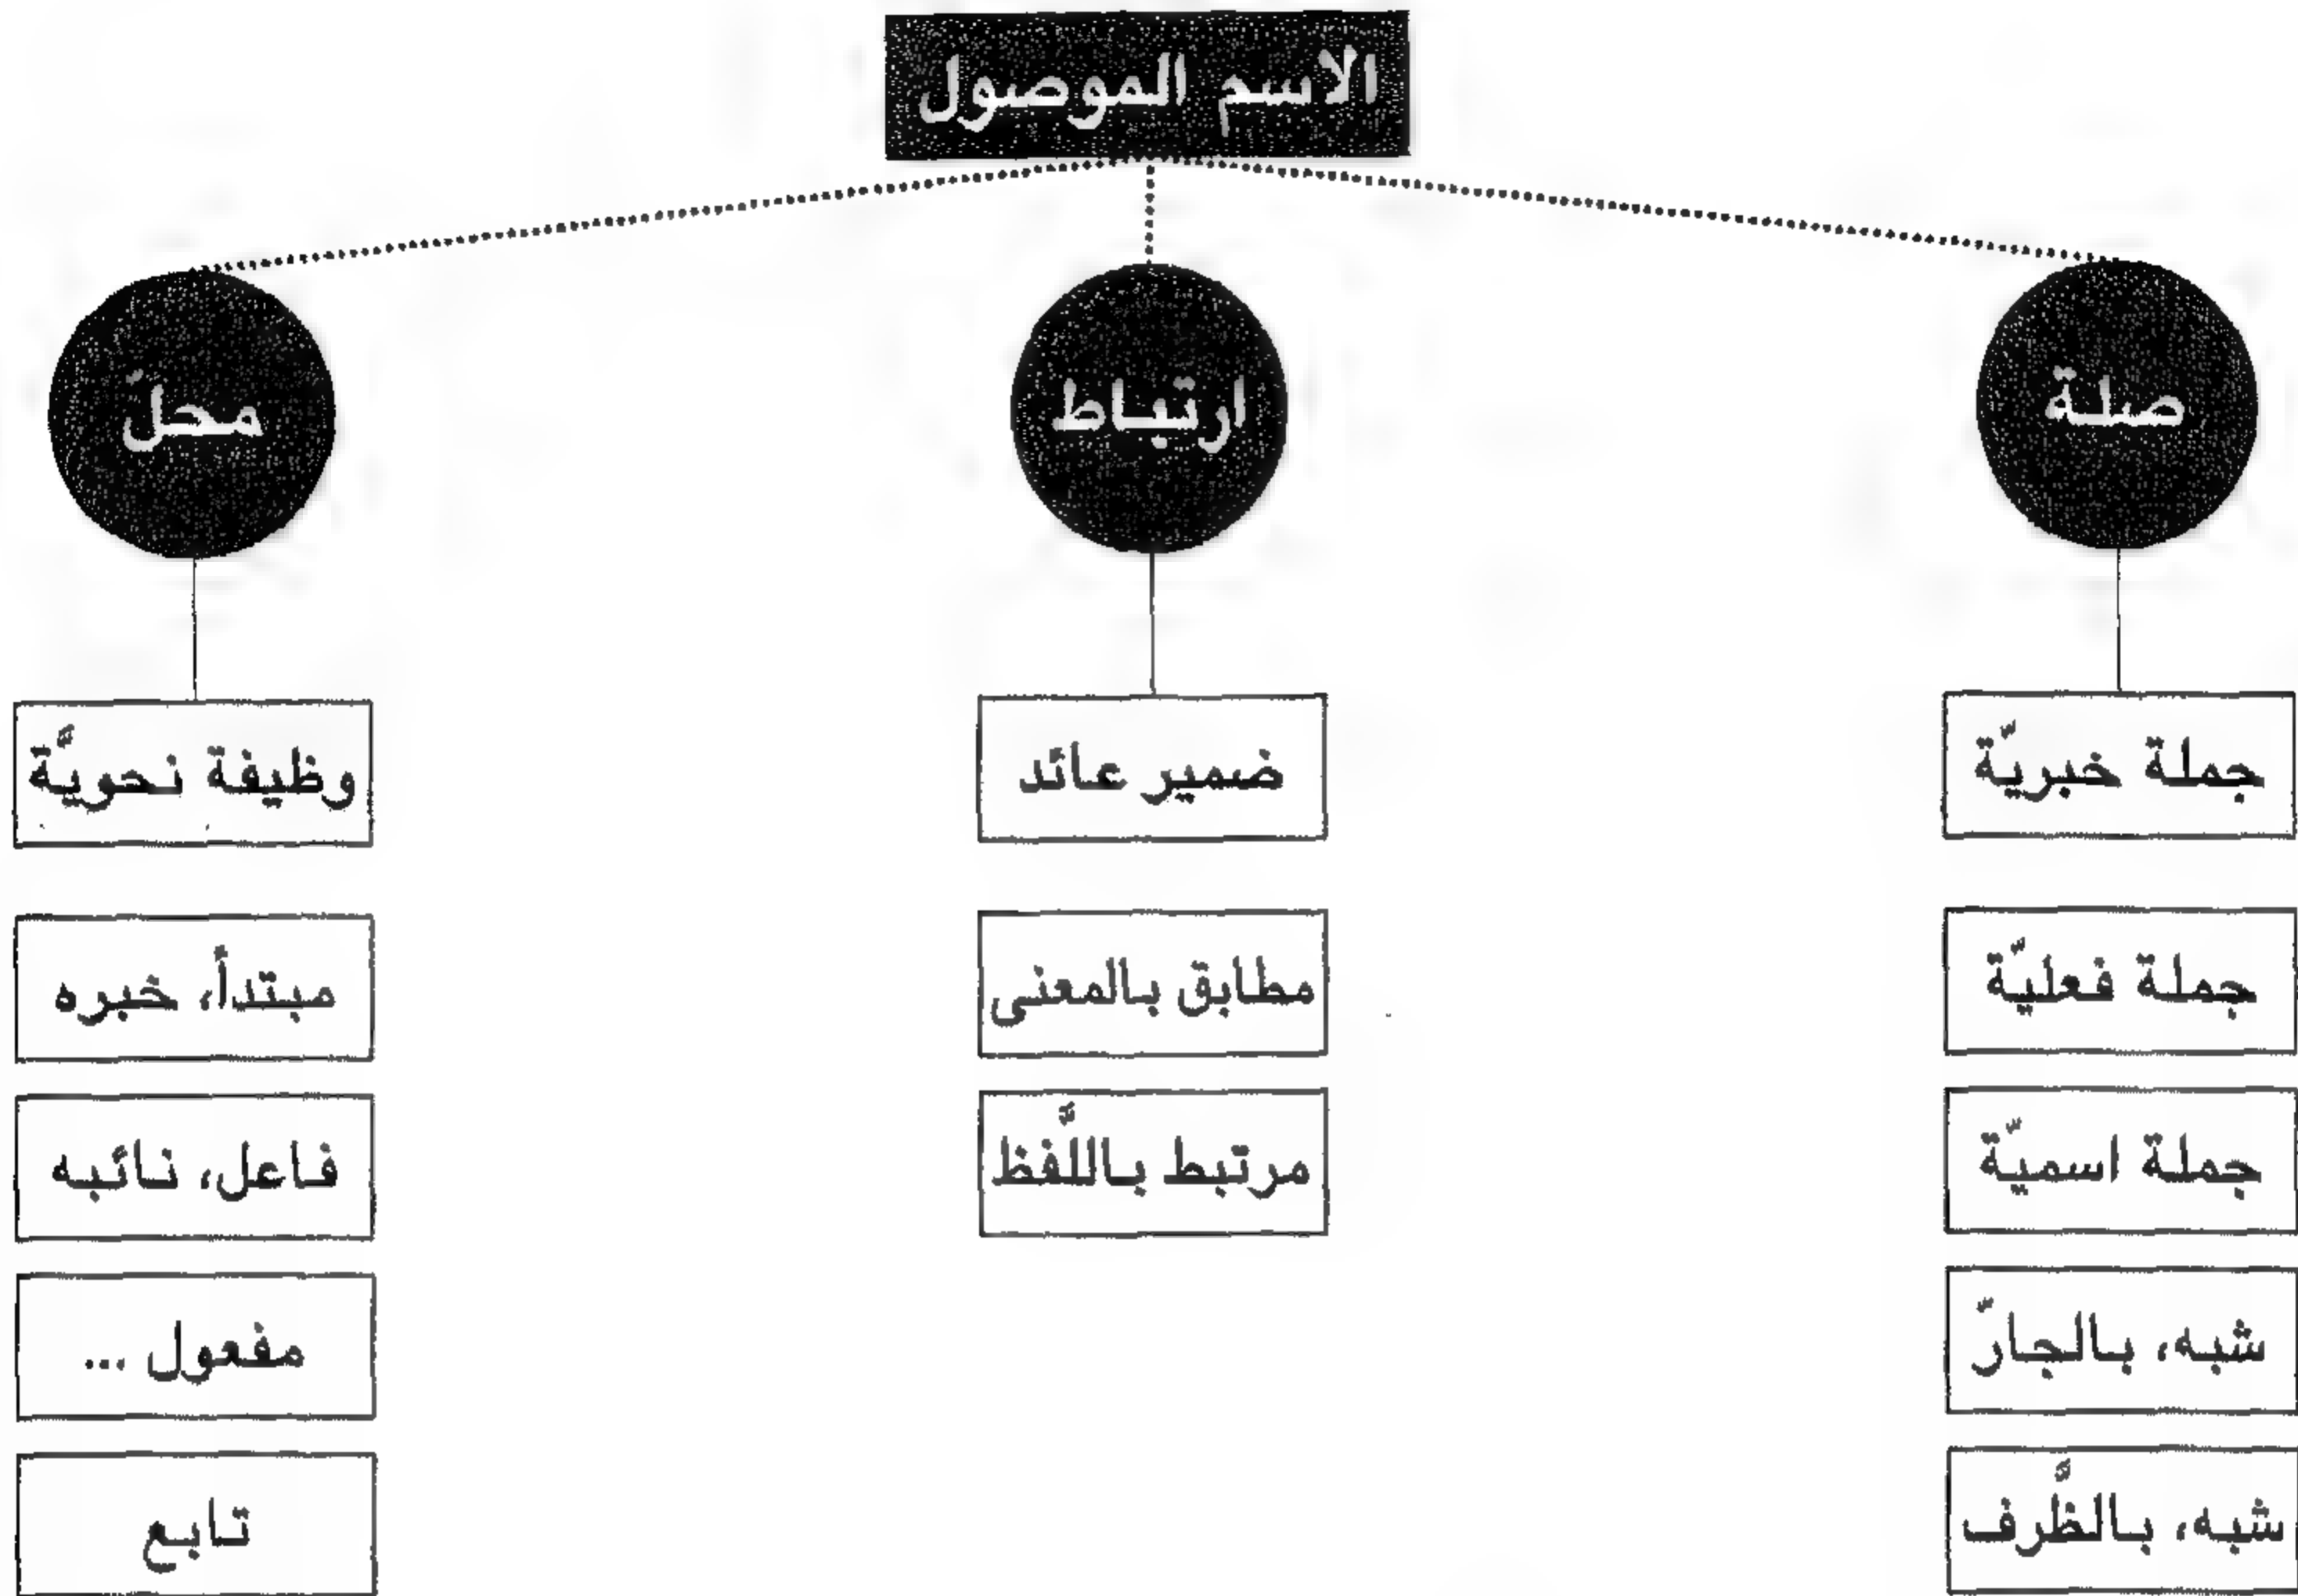 الاسم الموصول
صلة
ارتباط
محلّ
جملة خبريّة
ضمير عائد
وظيفة نحويَّة
جملة فعليّة
مطابق بالمعنى
مبتدأ، خبره
جملة اسميّة
مرتبط باللَّفظ
فاعل، نائبه
شبه، بالجارّ
مفعول ...
شبه، بالظَّرف
تابع